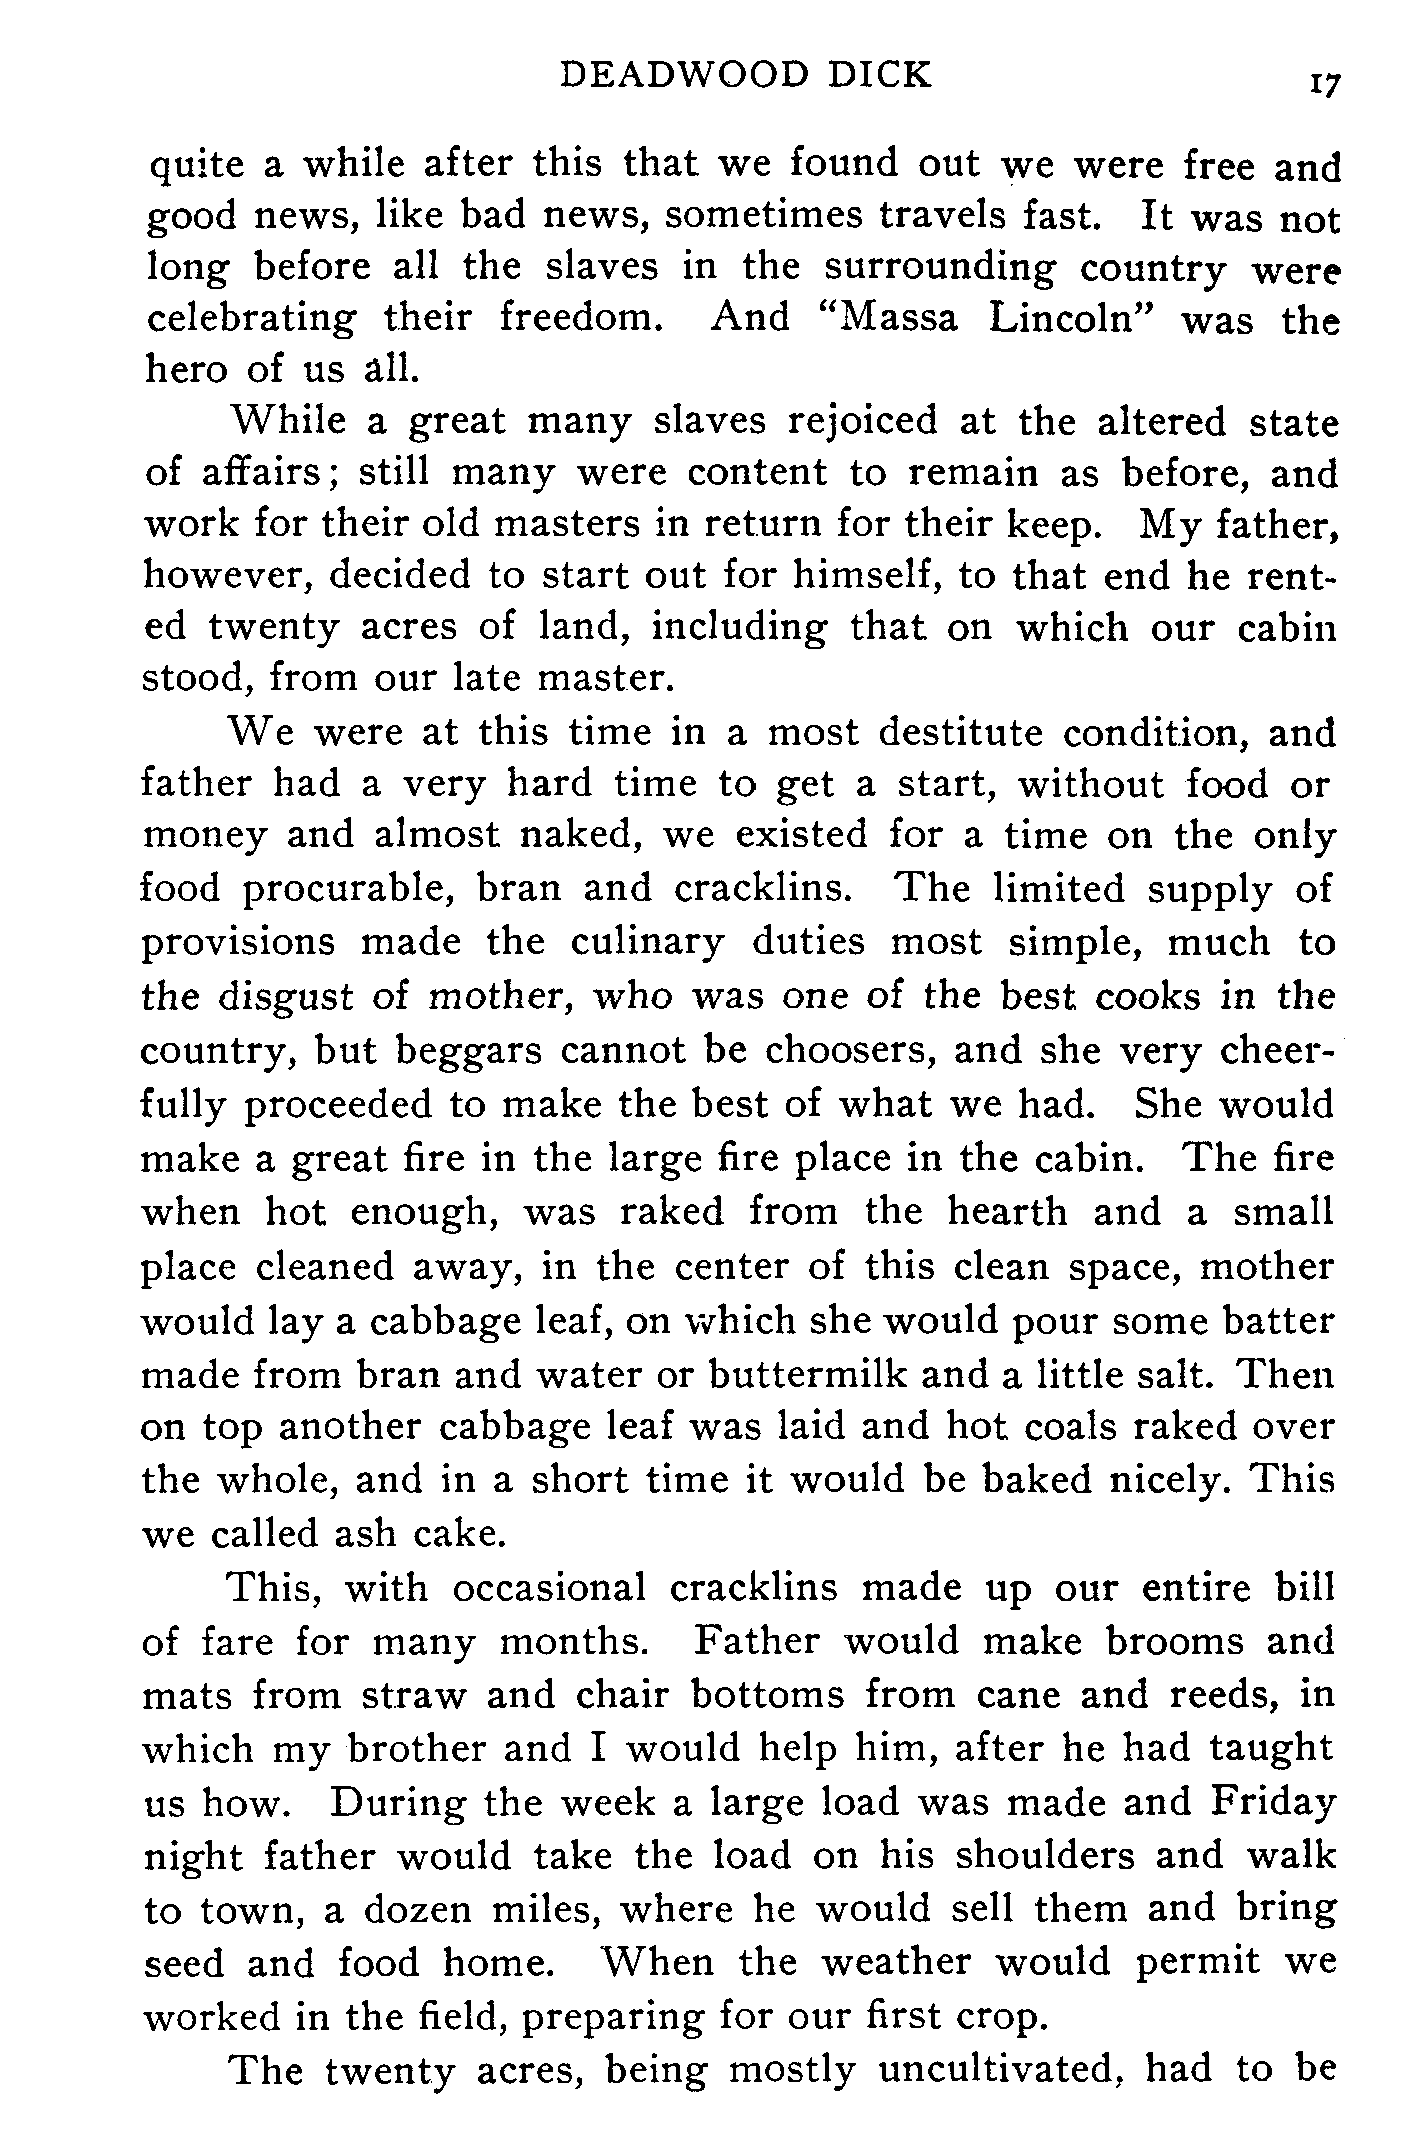 DEADWOOD DICK 17
quite a while after this that we found out we were free and
good news, like bad news, sometimes travels fast. It was not
long before all the slaves in the surrounding country were
celebrating their freedom. And “Massa Lincoln” was the
hero of us all.
While a great many slaves rejoiced at the altered state
of affairs; still many were content to remain as before, and
work for their old masters in return for their keep. My father,
however, decided to start out for himself, to that end he rent-
ed twenty acres of land, including that on which our cabin
stood, from our late master.
We were at this time in a most destitute condition, and
father had a very hard time to get a start, without food or
money and almost naked, we existed for a time on the only
food procurable, bran and cracklins. The limited supply of
provisions made the culinary duties most simple, much to
the disgust of mother, who was one of the best cooks in the
country, but beggars cannot be choosers, and she very cheer-
fully proceeded to make the best of what we had. She would
make a great fire in the large fire place in the cabin. The fire
when hot enough, was raked from the hearth and a small
place cleaned away, in the center of this clean space, mother
would lay a cabbage leaf, on which she would pour some batter
made from bran and water or buttermilk and a little salt. Then
on top another cabbage leaf was laid and hot coals raked over
the whole, and in a short time it would be baked nicely. This
we called ash cake.
This, with occasional cracklins made up our entire bill
of fare for many months. Father would make brooms and
mats from straw and chair bottoms from cane and reeds, in
which my brother and I would help him, after he had taught
us how. During the week a large load was made and Friday
night father would take the load on his shoulders and walk
to town, a dozen miles, where he would sell them and bring
seed and food home. When the weather would permit we
worked in the field, preparing for our first crop.
The twenty acres, being mostly uncultivated, had to be